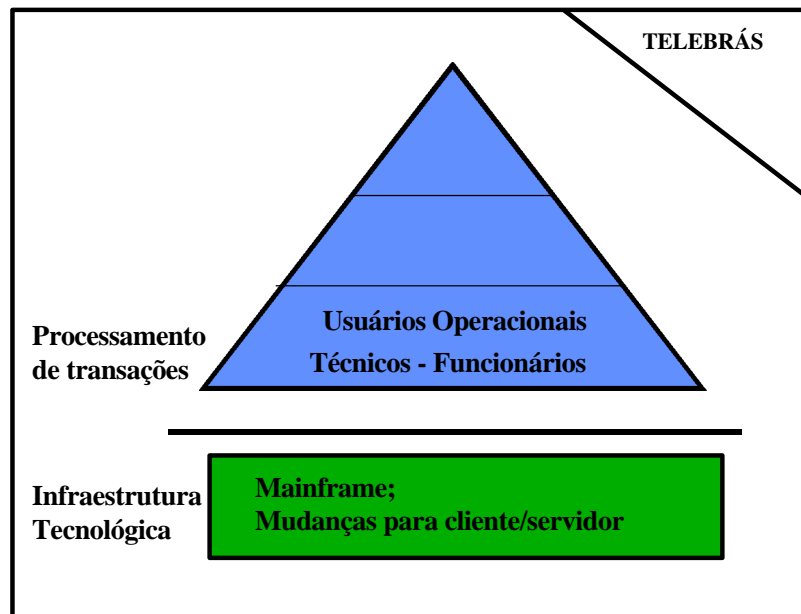 TELEBRÁS
Usuários Operacionais
Técnicos - Funcionários
Processamento
de transações
Mainframe;
Mudanças para cliente/servidor
Infraestrutura
Tecnológica